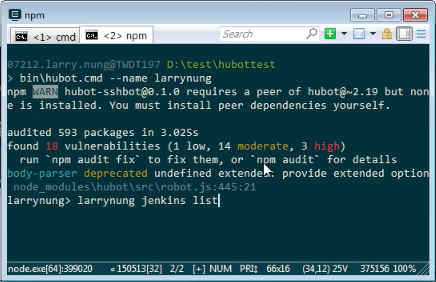 npm
<1> cmd
<2> npm
Search
07212.larry.nung@TWDT197 D:\test\hubottest
> bin\hubot.cmd --name larrynung
npm WARN hubot-sshbot@0.1.0 requires a peer of hubot@~2.19 but non
e is installed. You must install peer dependencies yourself.
audited 593 packages in 3.025s
found 18 vulnerabilities (1 low, 14 moderate, 3 high)
run `npm audit fix` to fix them, or `npm audit` for details
body-parser deprecated undefined extended: provide extended option
node_modules\hubot\src\robot.js:445:21
larrynung> larrynung jenkins list
node.exe[64]:399020 «150513[32] 2/2 [+] NUM PRI‡ 66x16 (34,12) 25V 375156 100%